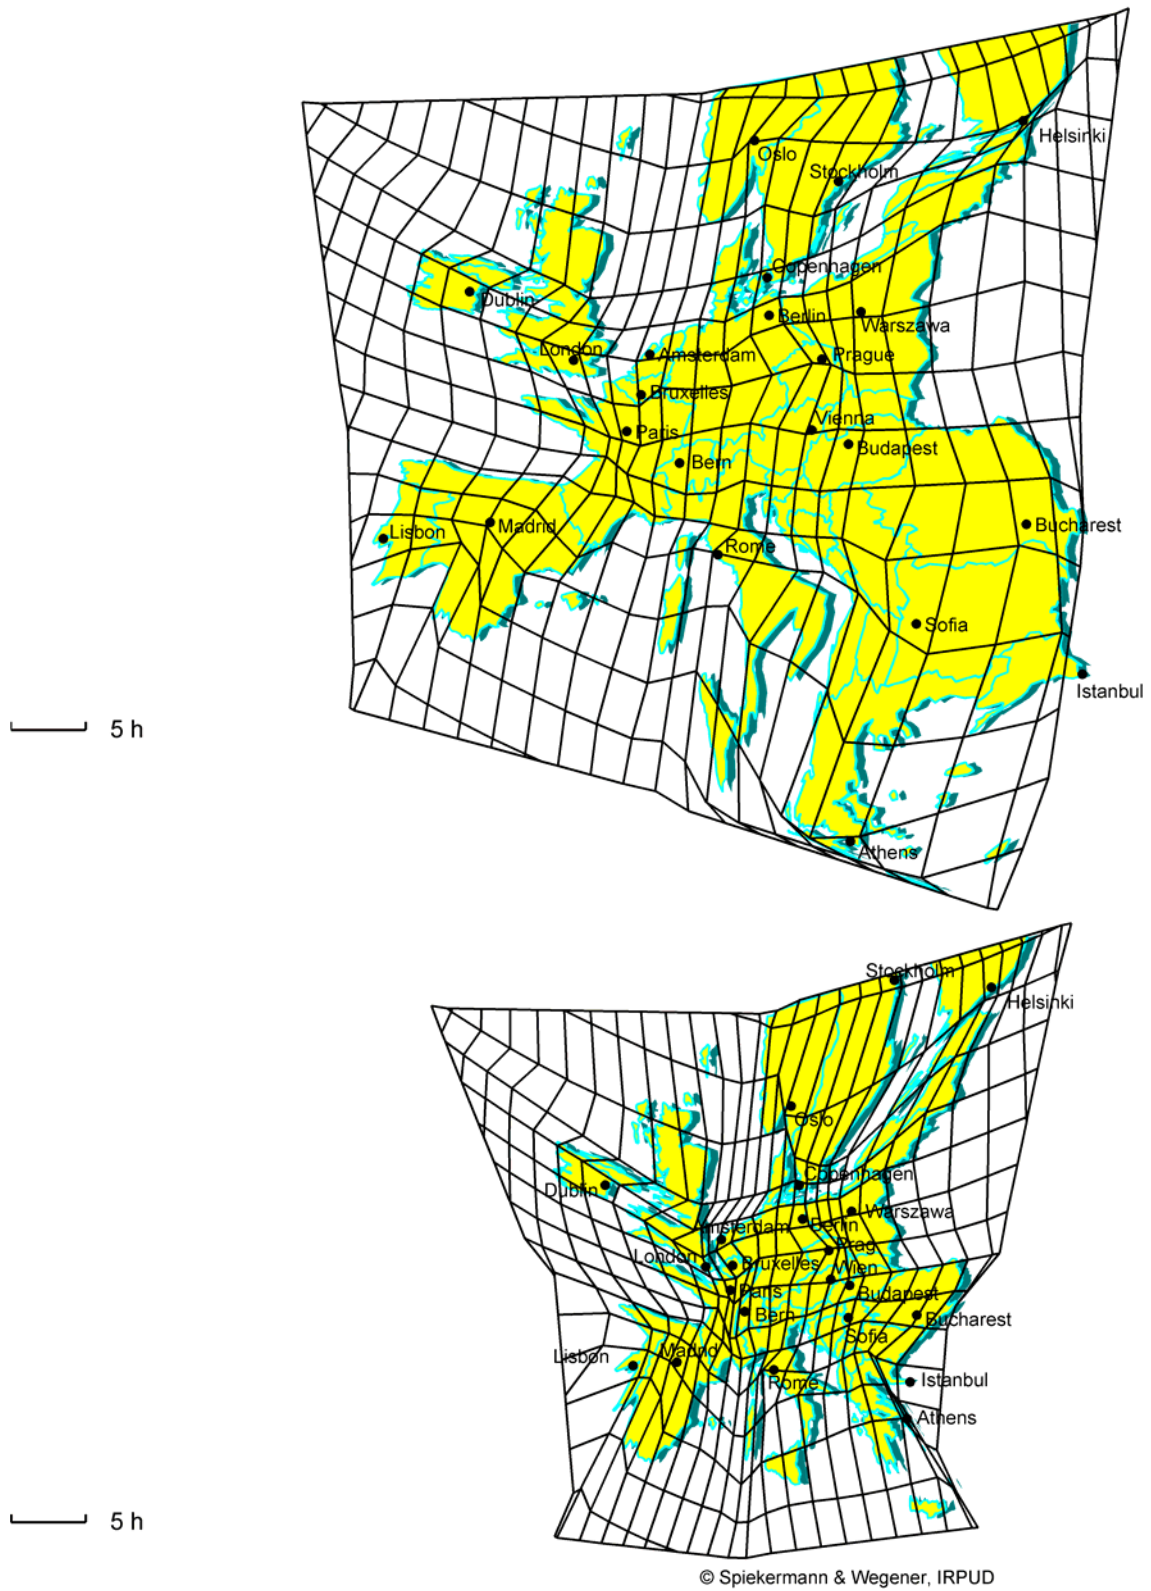 Helsinki
Oslo
Stockholm
Copenhagen
Dublin
Berlin
Warszawa
London
Amsterdam
Prague
Bruxelles
Paris
Vienna
Budapest
Bern
Lisbon
Madrid
Bucharest
Rome
Sofia
Istanbul
5 h
Athens
Stockholm
Helsinki
Oslo
Copenhagen
Dublin
Warszawa
Amsterdam
Berlin
Prag
London
Bruxelles
Wien
Paris
Budapest
Bern
Bucharest
Sofia
Madrid
Lisbon
Rome
Istanbul
Athens
5 h
© Spiekermann & Wegener, IRPUD